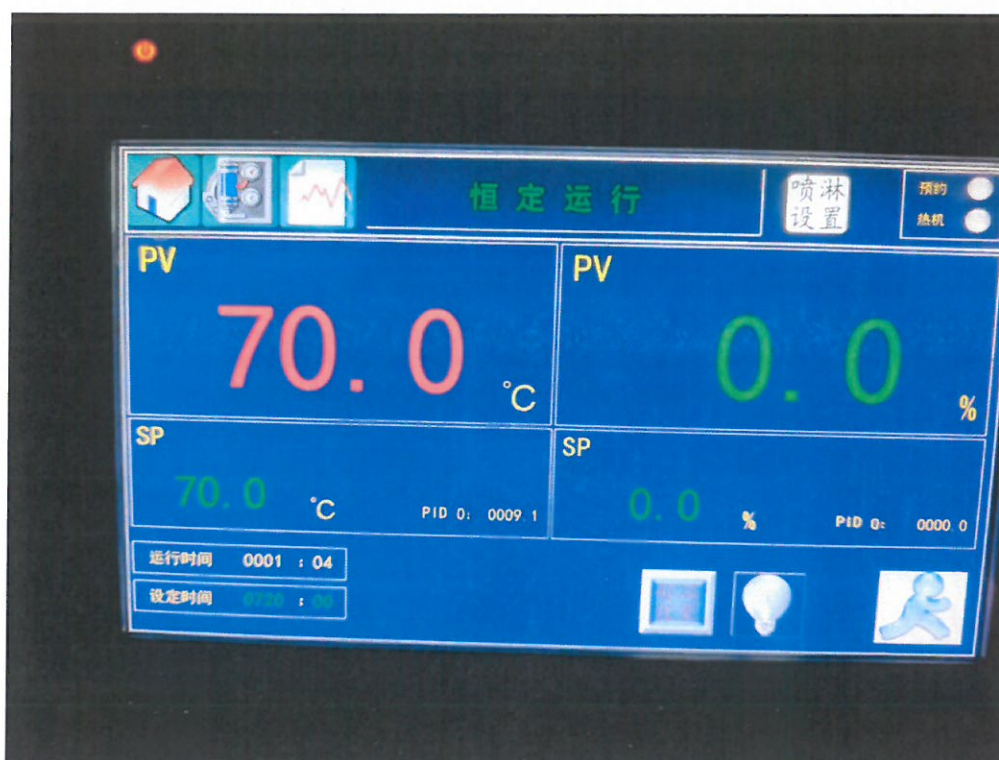 恒定运行
喷淋
设置
预约
热机
PV
70.0
℃
PV
0.0
%
SP
70.0
℃
PID Q: 0009.1
SP
0.0
%
PID Q: 0000.0
运行时间 0001 : 04
设定时间 0720 : 00